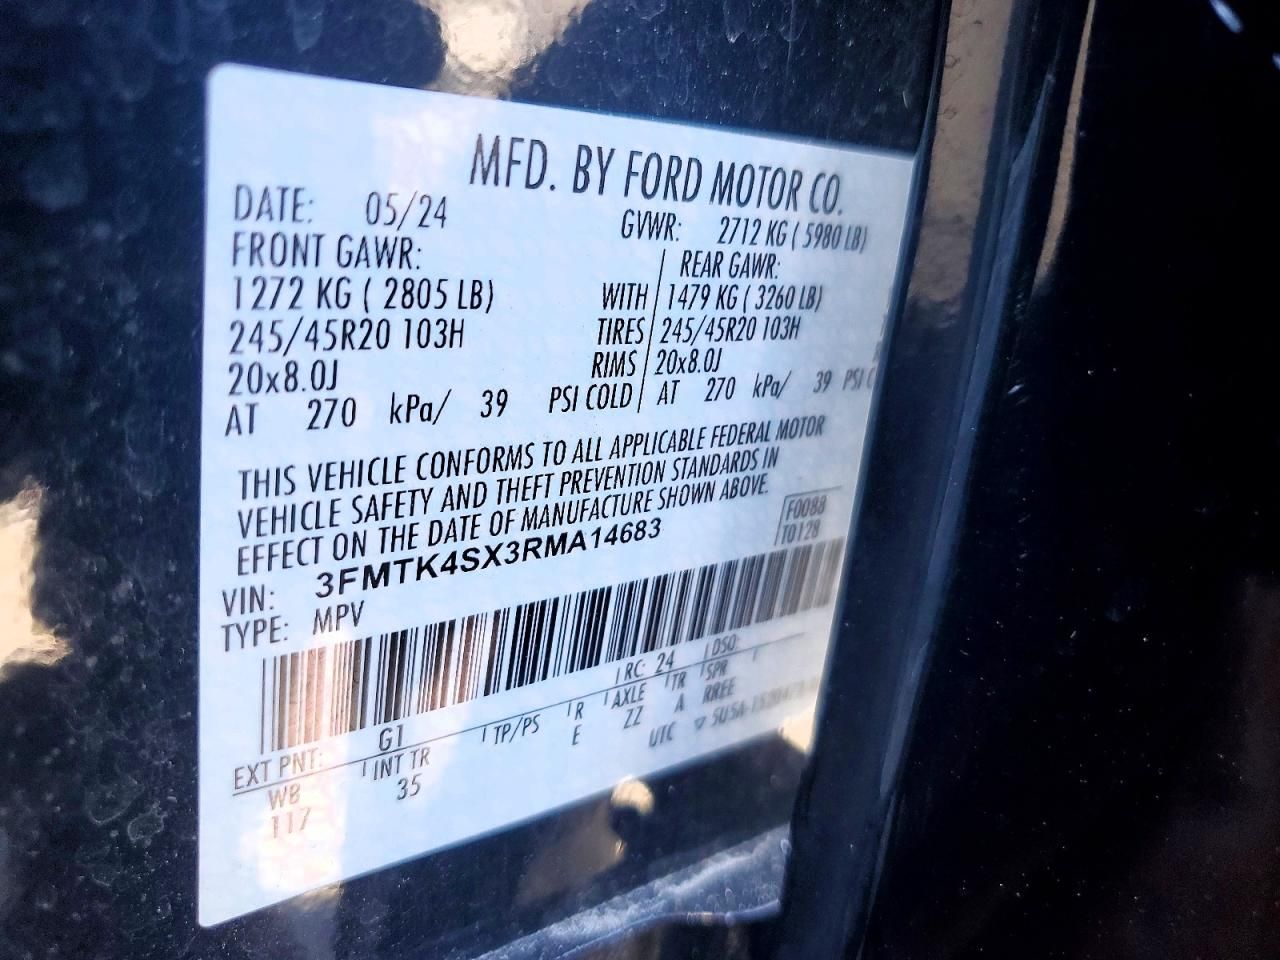 MFD. BY FORD MOTOR CO.
DATE: 05/24 GVWR: 2712 KG ( 5980 LB)
FRONT GAWR: REAR GAWR:
1272 KG ( 2805 LB) WITH 1479 KG ( 3260 LB)
245/45R20 103H TIRES 245/45R20 103H
20x8.0J RIMS 20x8.0J
AT 270 kPa/ 39 PSI COLD AT 270 kPa/ 39 PSI C
THIS VEHICLE CONFORMS TO ALL APPLICABLE FEDERAL MOTOR
VEHICLE SAFETY AND THEFT PREVENTION STANDARDS IN
EFFECT ON THE DATE OF MANUFACTURE SHOWN ABOVE.
F0088
T0128
VIN: 3FMTK4SX3RMA14683
TYPE: MPV
EXT PNT: G1 RC: 24 DSO:
WB INT TR TP/PS R AXLE TR SPR
117 35 E ZZ A RREE
UTC